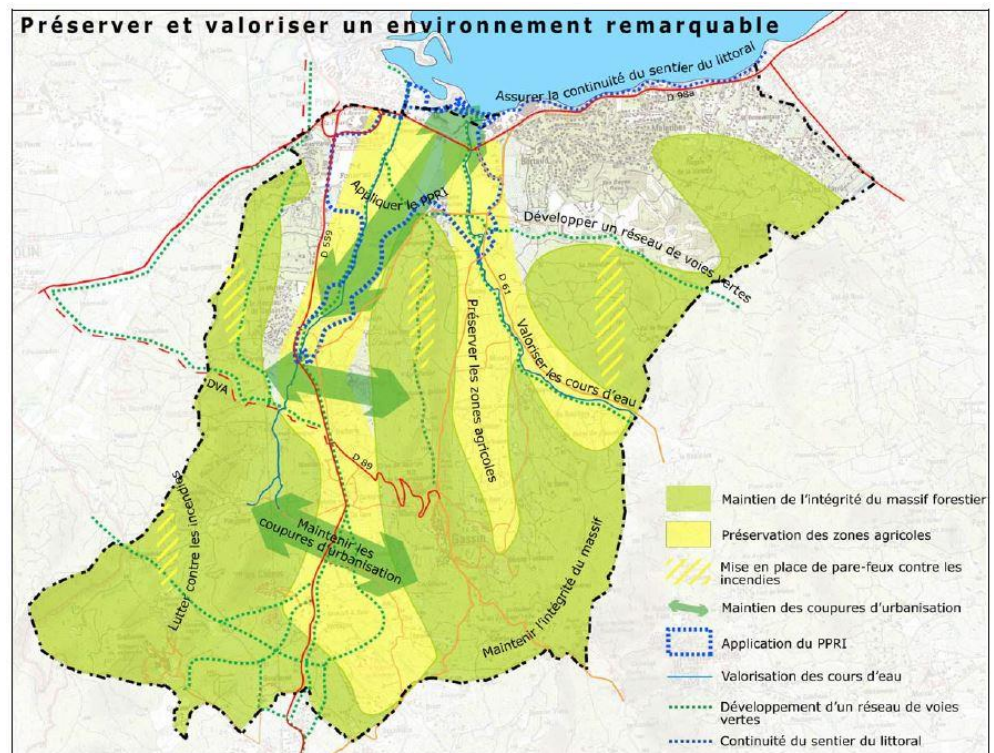 Préserver et valoriser un environnement remarquable
Assurer la continuité du sentier du littoral
D 98a
Appliquer le PPRI
D 559
Développer un réseau de voies vertes
D 61
Préserver les zones agricoles
Valoriser les cours d'eau
DVA
D 89
Lutter contre les incendies
Maintenir les
coupures d'urbanisation
Gassin
Maintenir l'intégrité du massif
Maintien de l'intégrité du massif forestier
Préservation des zones agricoles
Mise en place de pare-feux contre les
incendies
Maintien des coupures d'urbanisation
Application du PPRI
Valorisation des cours d'eau
Développement d'un réseau de voies
vertes
Continuité du sentier du littoral